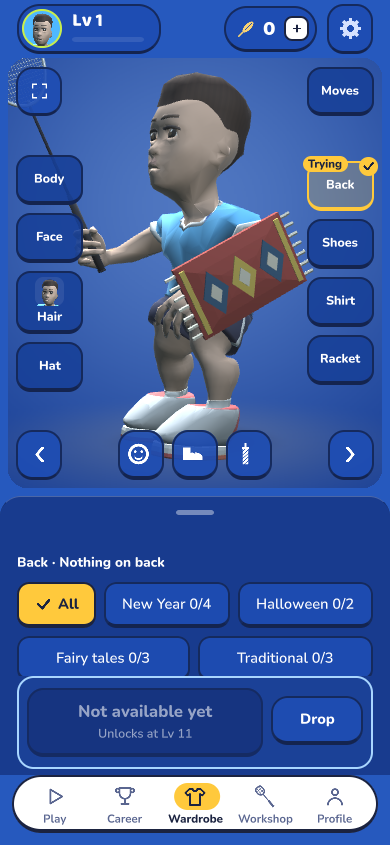 Lv 1
0
+
Moves
Trying
Back
Body
Face
Shoes
Hair
Shirt
Hat
Racket
Back · Nothing on back
All
New Year 0/4
Halloween 0/2
Fairy tales 0/3
Traditional 0/3
Not available yet
Unlocks at Lv 11
Drop
Play
Career
Wardrobe
Workshop
Profile